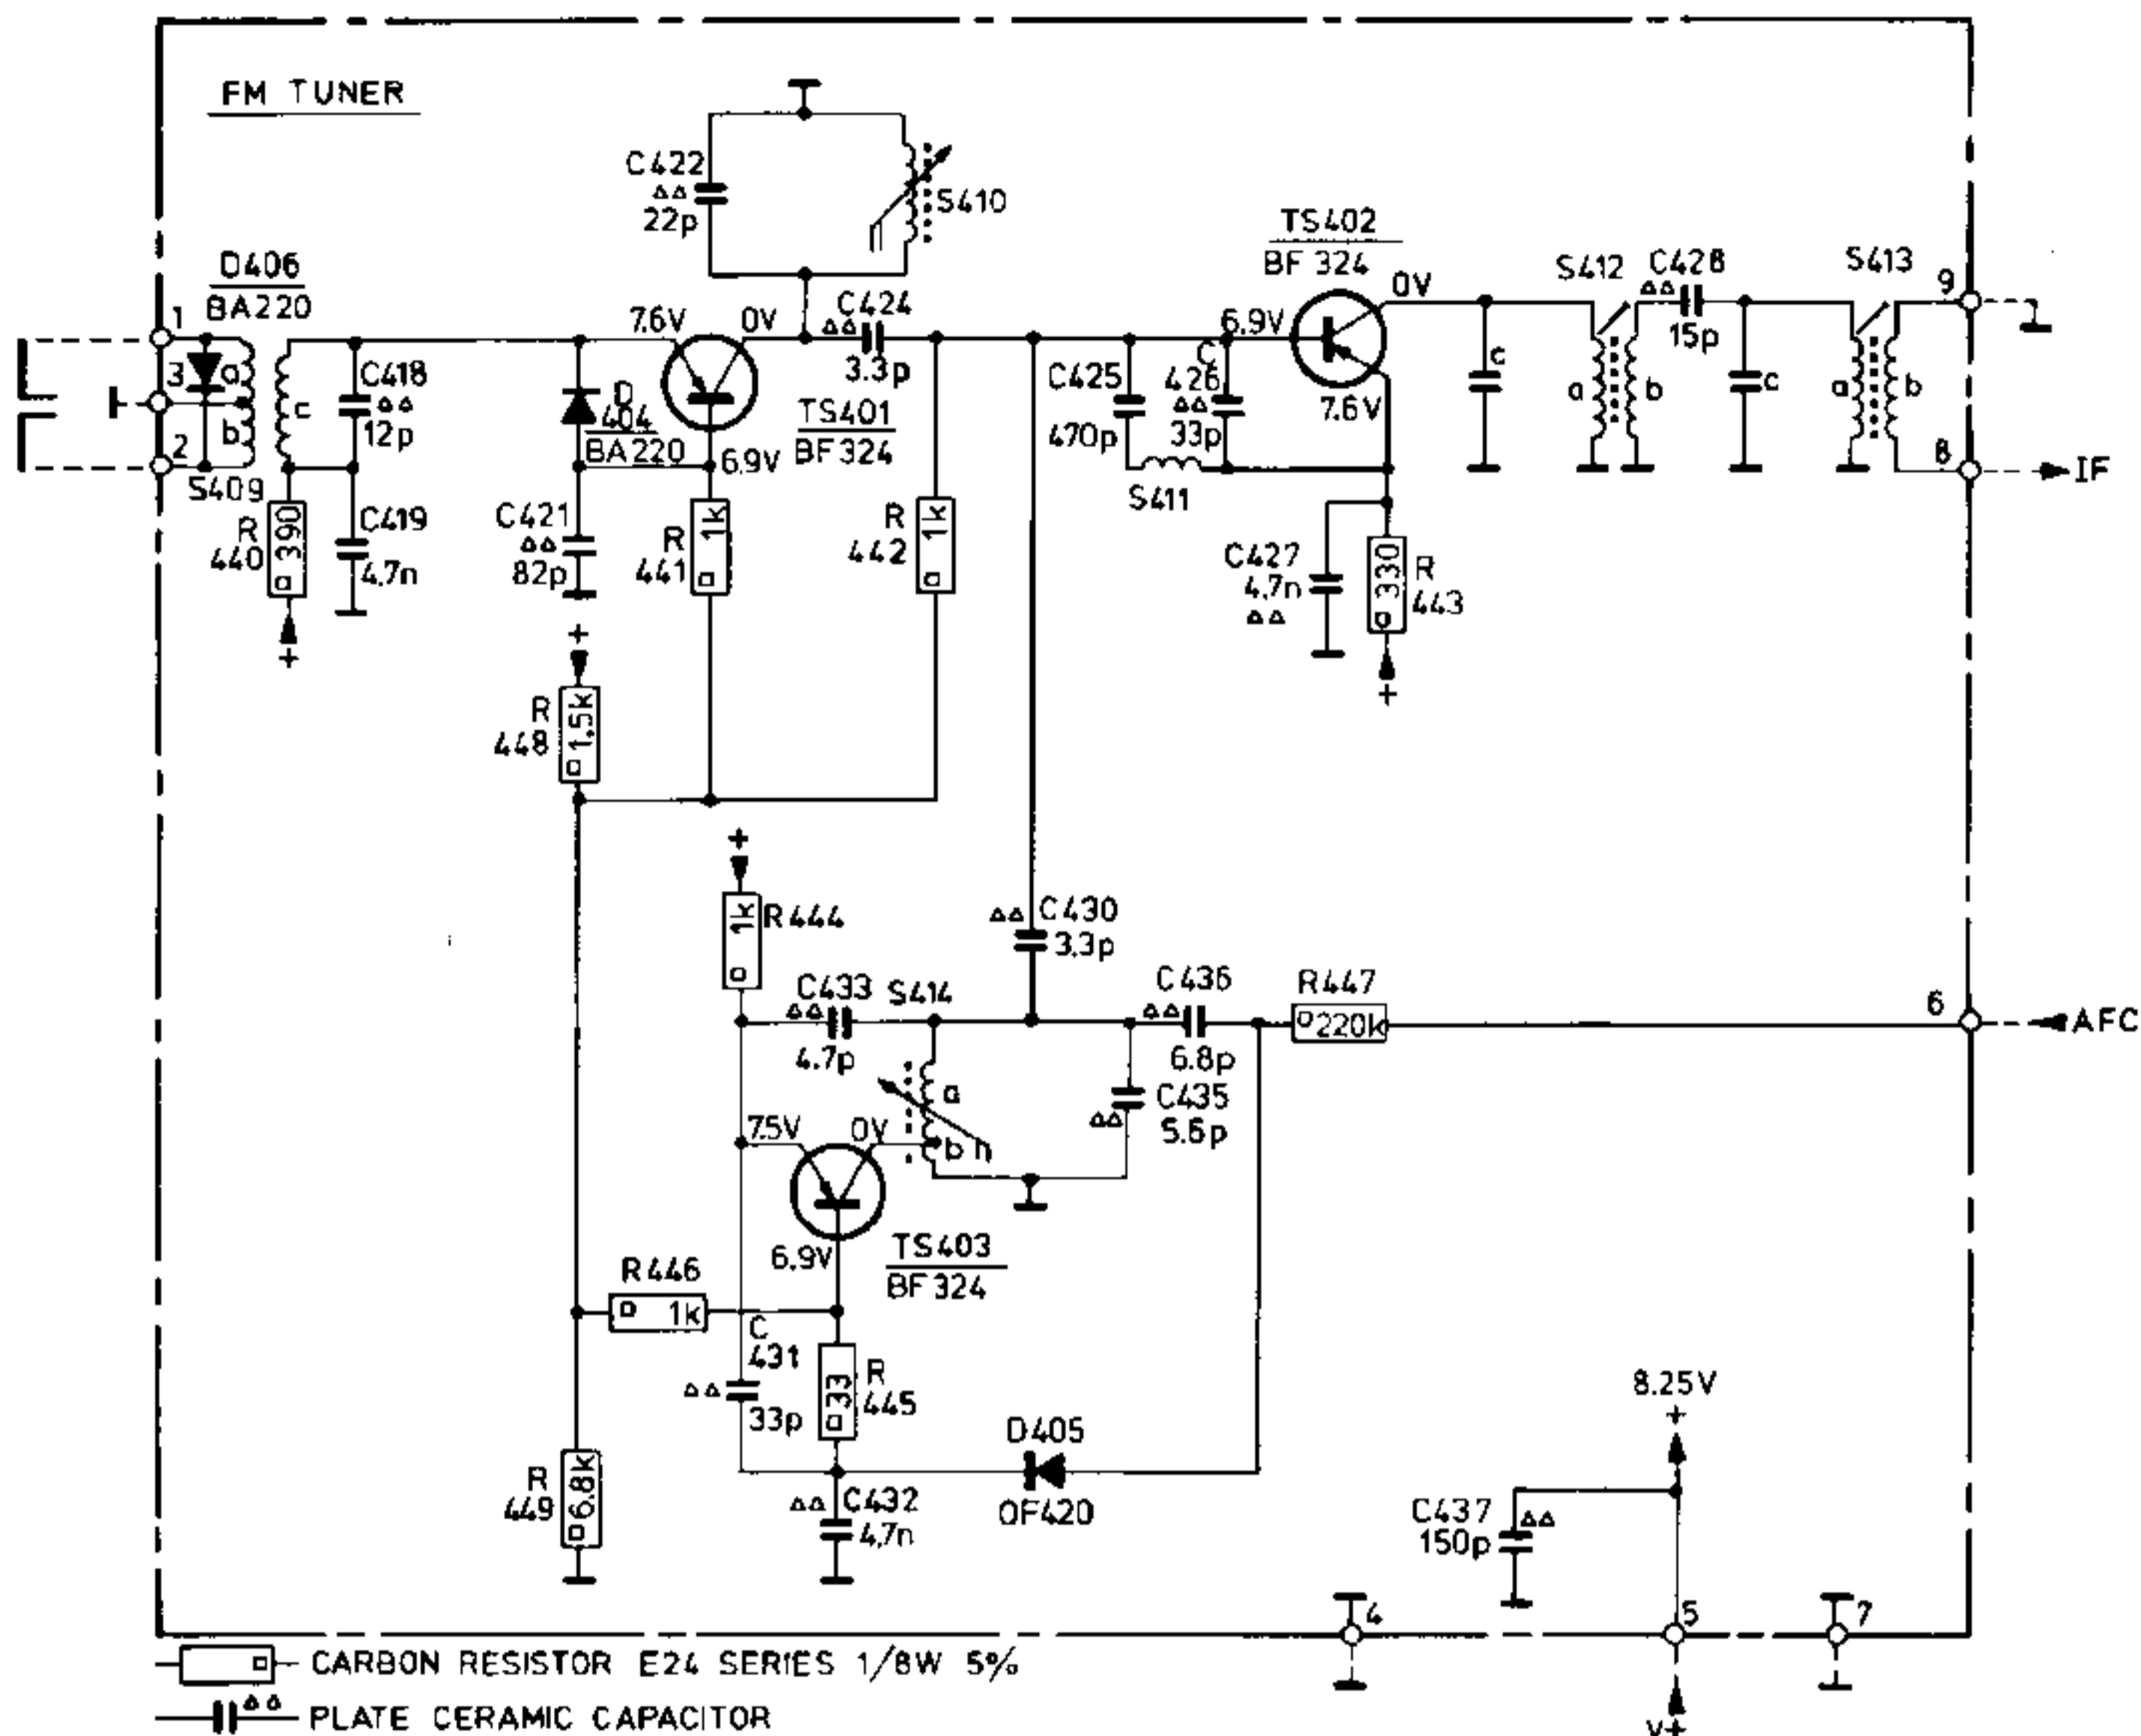 FM TUNER
C422
22p
S410
TS402
BF 324
S412
C428
15p
S413
D406
BA220
7.6V
0V
C424
3.3p
6.9V
0V
9
1
3
a
C418
12p
c
b
2
S409
D
404
BA220
TS401
BF 324
6.9V
C425
470p
C
426
33p
7.6V
S411
c
a
b
c
a
b
8
IF
R
440
390
C419
4.7n
+
C421
82p
R
441
1k
R
442
1k
C427
4.7n
330
R
443
+
+
R
448
1.5k
+
1k
R444
C430
3.3p
C433
4.7p
S414
C436
6.8p
R447
220k
6
AFC
a
C435
5.6p
7.5V
0V
b
6.9V
TS403
BF 324
R446
1k
C
431
33p
R
445
33
8.25V
+
D405
OF420
R
449
6.8k
C432
4.7n
C437
150p
4
5
7
CARBON RESISTOR E24 SERIES 1/8W 5%
PLATE CERAMIC CAPACITOR
V+